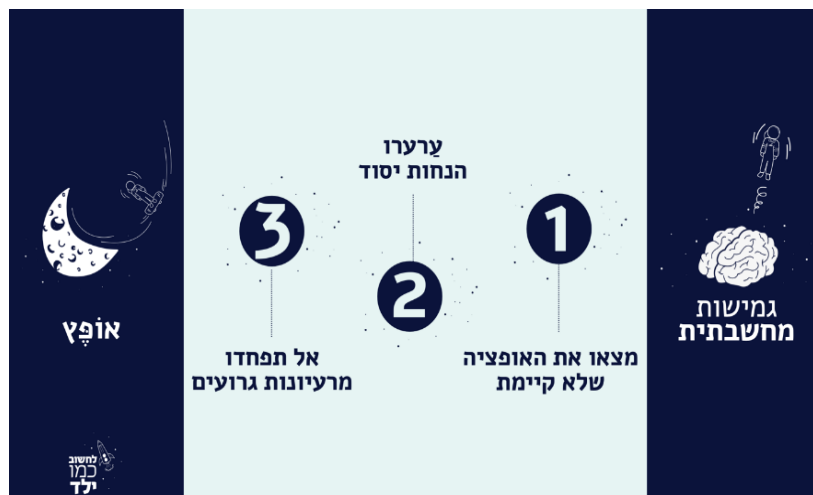 גמישות
מחשבתית
1
מצאו את האופציה
שלא קיימת
עַרערו
הנחות יסוד
2
3
אל תפחדו
מרעיונות גרועים
אוֹפֶּץ
לחשוב
כמו
ילד